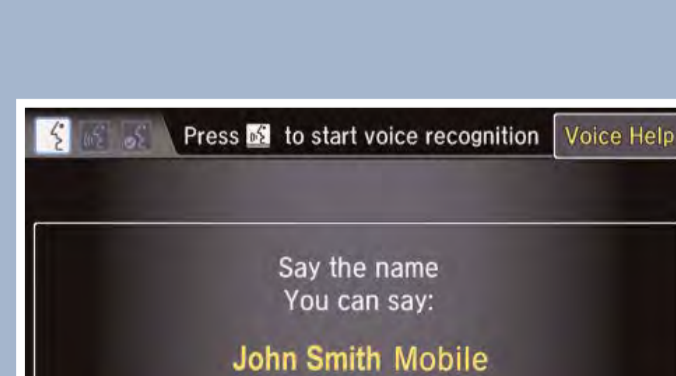 Press to start voice recognition Voice Help
Say the name
You can say:
John Smith Mobile